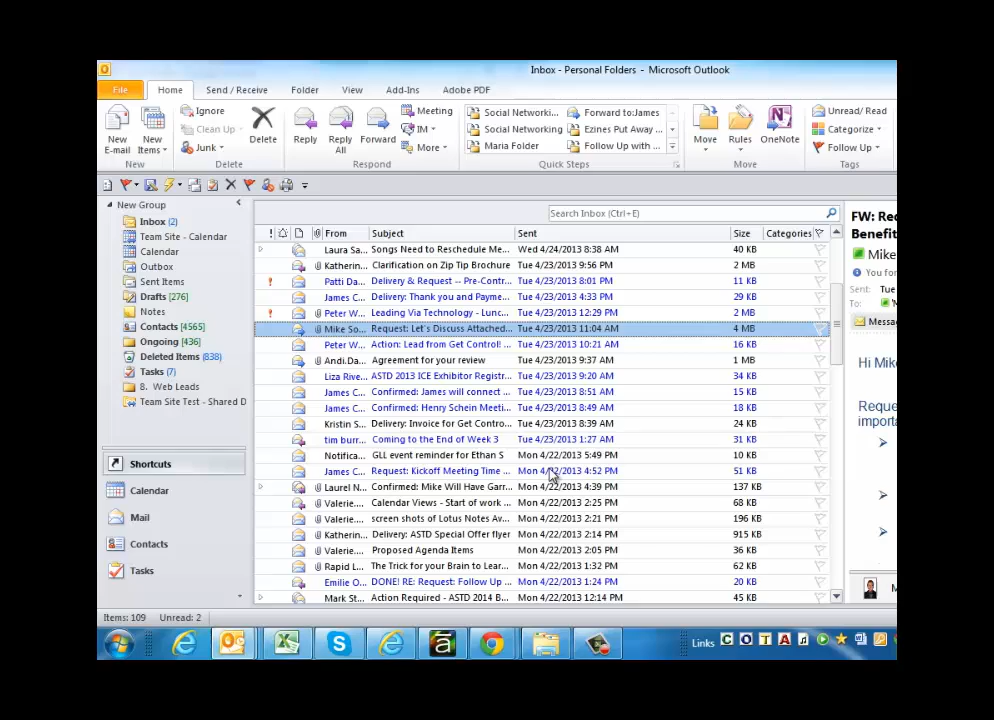 Inbox - Personal Folders - Microsoft Outlook
File Home Send / Receive Folder View Add-Ins Adobe PDF
New E-mail New Items Ignore Clean Up Junk Delete Reply Reply All Forward Meeting IM More Social Networki... Social Networking Maria Folder Forward to:James Ezines Put Away ... Follow Up with ... Move Rules OneNote Unread/ Read Categorize Follow Up
New Delete Respond Quick Steps Move Tags
New Group
Inbox (2)
Team Site - Calendar
Calendar
Outbox
Sent Items
Drafts [276]
Notes
Contacts [4565]
Ongoing [436]
Deleted Items (838)
Tasks (7)
8. Web Leads
Team Site Test - Shared D
Shortcuts
Calendar
Mail
Contacts
Tasks
Search Inbox (Ctrl+E)
! From Subject Sent Size Categories
Laura Sa... Songs Need to Reschedule Me... Wed 4/24/2013 8:38 AM 40 KB
Katherin... Clarification on Zip Tip Brochure Tue 4/23/2013 9:56 PM 2 MB
Patti Da... Delivery & Request -- Pre-Contr... Tue 4/23/2013 8:01 PM 11 KB
James C... Delivery: Thank you and Payme... Tue 4/23/2013 4:33 PM 29 KB
Peter W... Leading Via Technology - Lunc... Tue 4/23/2013 12:29 PM 2 MB
Mike So... Request: Let's Discuss Attached... Tue 4/23/2013 11:04 AM 4 MB
Peter W... Action: Lead from Get Control! ... Tue 4/23/2013 10:21 AM 16 KB
Andi.Da... Agreement for your review Tue 4/23/2013 9:37 AM 1 MB
Liza Rive... ASTD 2013 ICE Exhibitor Registr... Tue 4/23/2013 9:20 AM 34 KB
James C... Confirmed: James will connect ... Tue 4/23/2013 8:51 AM 15 KB
James C... Confirmed: Henry Schein Meeti... Tue 4/23/2013 8:49 AM 18 KB
Kristin S... Delivery: Invoice for Get Contro... Tue 4/23/2013 8:39 AM 24 KB
tim burr... Coming to the End of Week 3 Tue 4/23/2013 1:27 AM 31 KB
Notifica... GLL event reminder for Ethan S Mon 4/22/2013 5:49 PM 10 KB
James C... Request: Kickoff Meeting Time ... Mon 4/22/2013 4:52 PM 51 KB
Laurel N... Confirmed: Mike Will Have Garr... Mon 4/22/2013 4:39 PM 137 KB
Valerie.... Calendar Views - Start of work ... Mon 4/22/2013 2:25 PM 68 KB
Valerie.... screen shots of Lotus Notes Av... Mon 4/22/2013 2:21 PM 196 KB
Katherin... Delivery: ASTD Special Offer flyer Mon 4/22/2013 2:14 PM 915 KB
Valerie.... Proposed Agenda Items Mon 4/22/2013 2:05 PM 36 KB
Rapid L... The Trick for your Brain to Lear... Mon 4/22/2013 1:32 PM 62 KB
Emilie O... DONE! RE: Request: Follow Up ... Mon 4/22/2013 1:24 PM 20 KB
Mark St... Action Required - ASTD 2014 B... Mon 4/22/2013 12:14 PM 45 KB
FW: Rec
Benefit
Mike
You for
Sent: Tue
To:
Messa
Hi Mike
Reque
importa
Items: 109 Unread: 2
Links C O T A